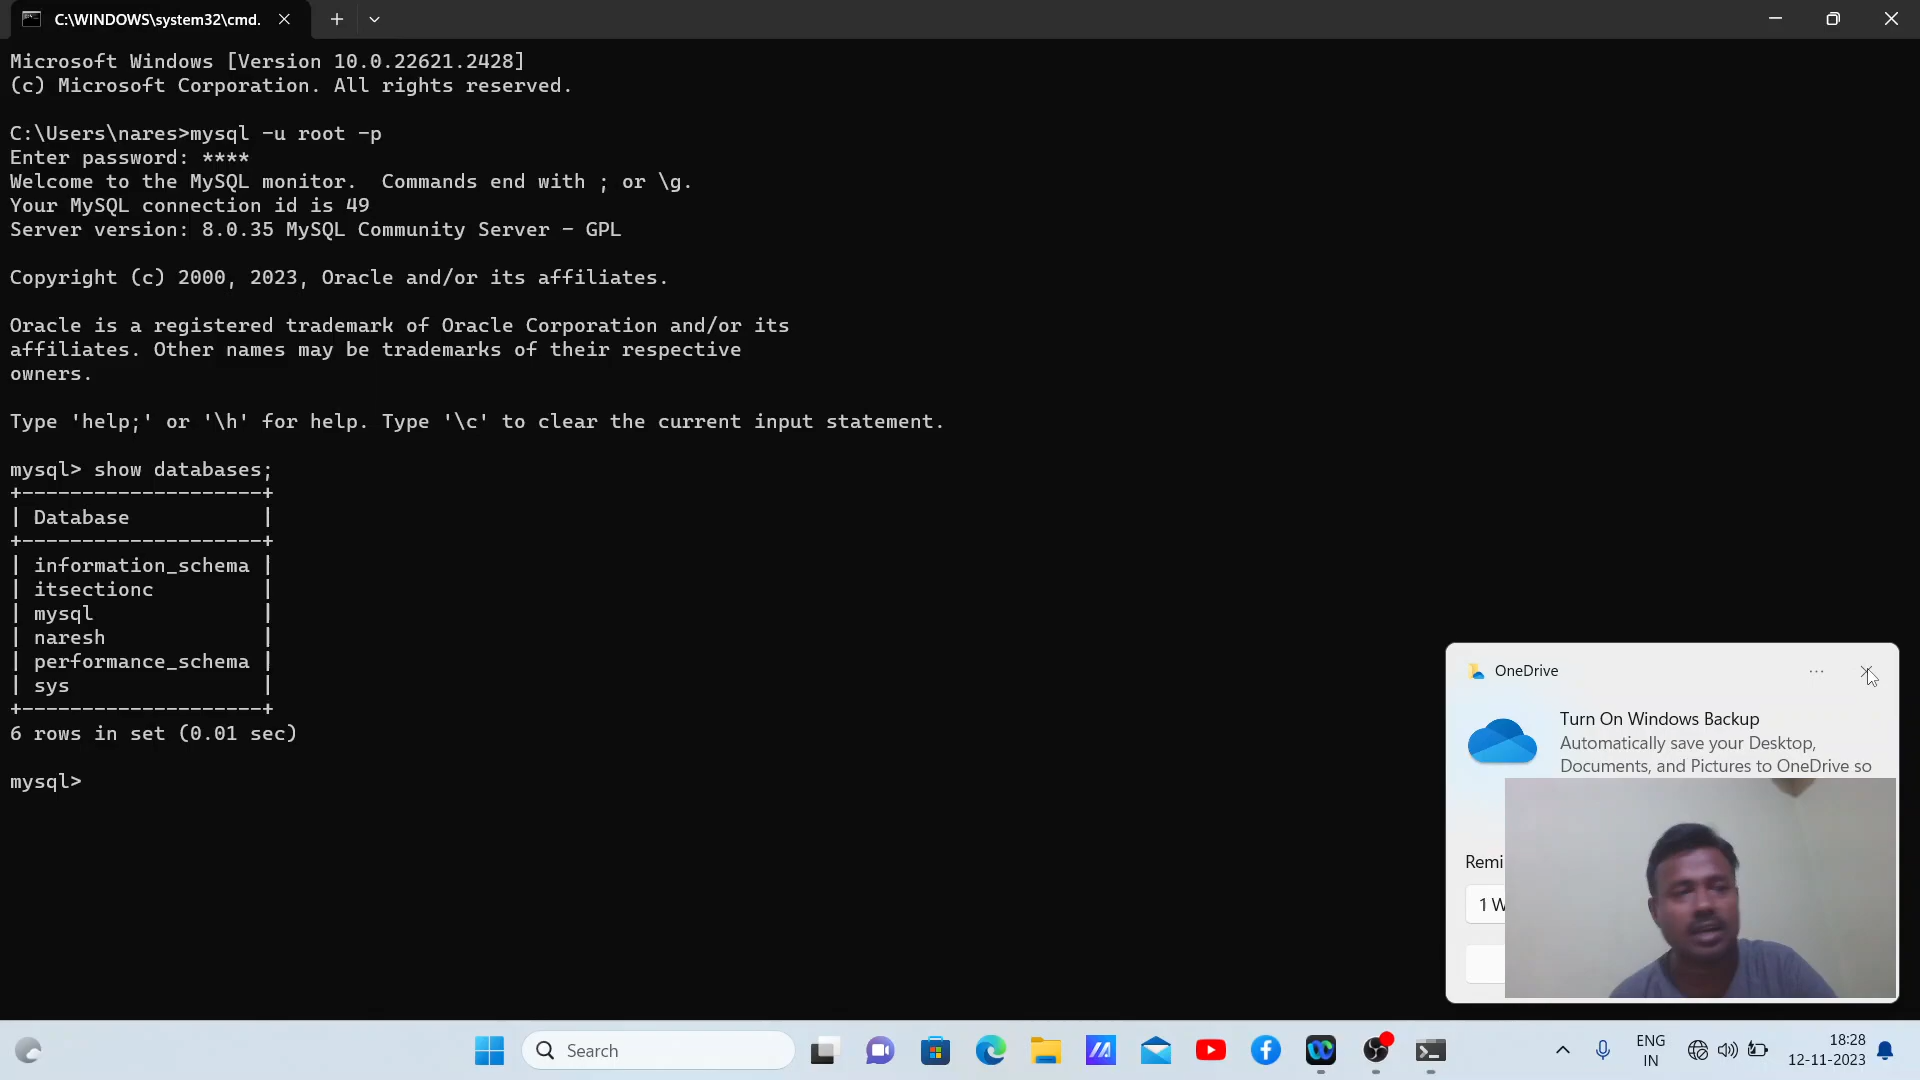 C:\WINDOWS\system32\cmd.
Microsoft Windows [Version 10.0.22621.2428]
(c) Microsoft Corporation. All rights reserved.
C:\Users\nares>mysql -u root -p
Enter password: ****
Welcome to the MySQL monitor.  Commands end with ; or \g.
Your MySQL connection id is 49
Server version: 8.0.35 MySQL Community Server - GPL
Copyright (c) 2000, 2023, Oracle and/or its affiliates.
Oracle is a registered trademark of Oracle Corporation and/or its
affiliates. Other names may be trademarks of their respective
owners.
Type 'help;' or '\h' for help. Type '\c' to clear the current input statement.
mysql> show databases;
+--------------------+
| Database           |
+--------------------+
| information_schema |
| itsectionc         |
| mysql              |
| naresh             |
| performance_schema |
| sys                |
+--------------------+
6 rows in set (0.01 sec)
mysql>
OneDrive
Turn On Windows Backup
Automatically save your Desktop,
Documents, and Pictures to OneDrive so
Remi
1 W
Search
ENG
IN
18:28
12-11-2023